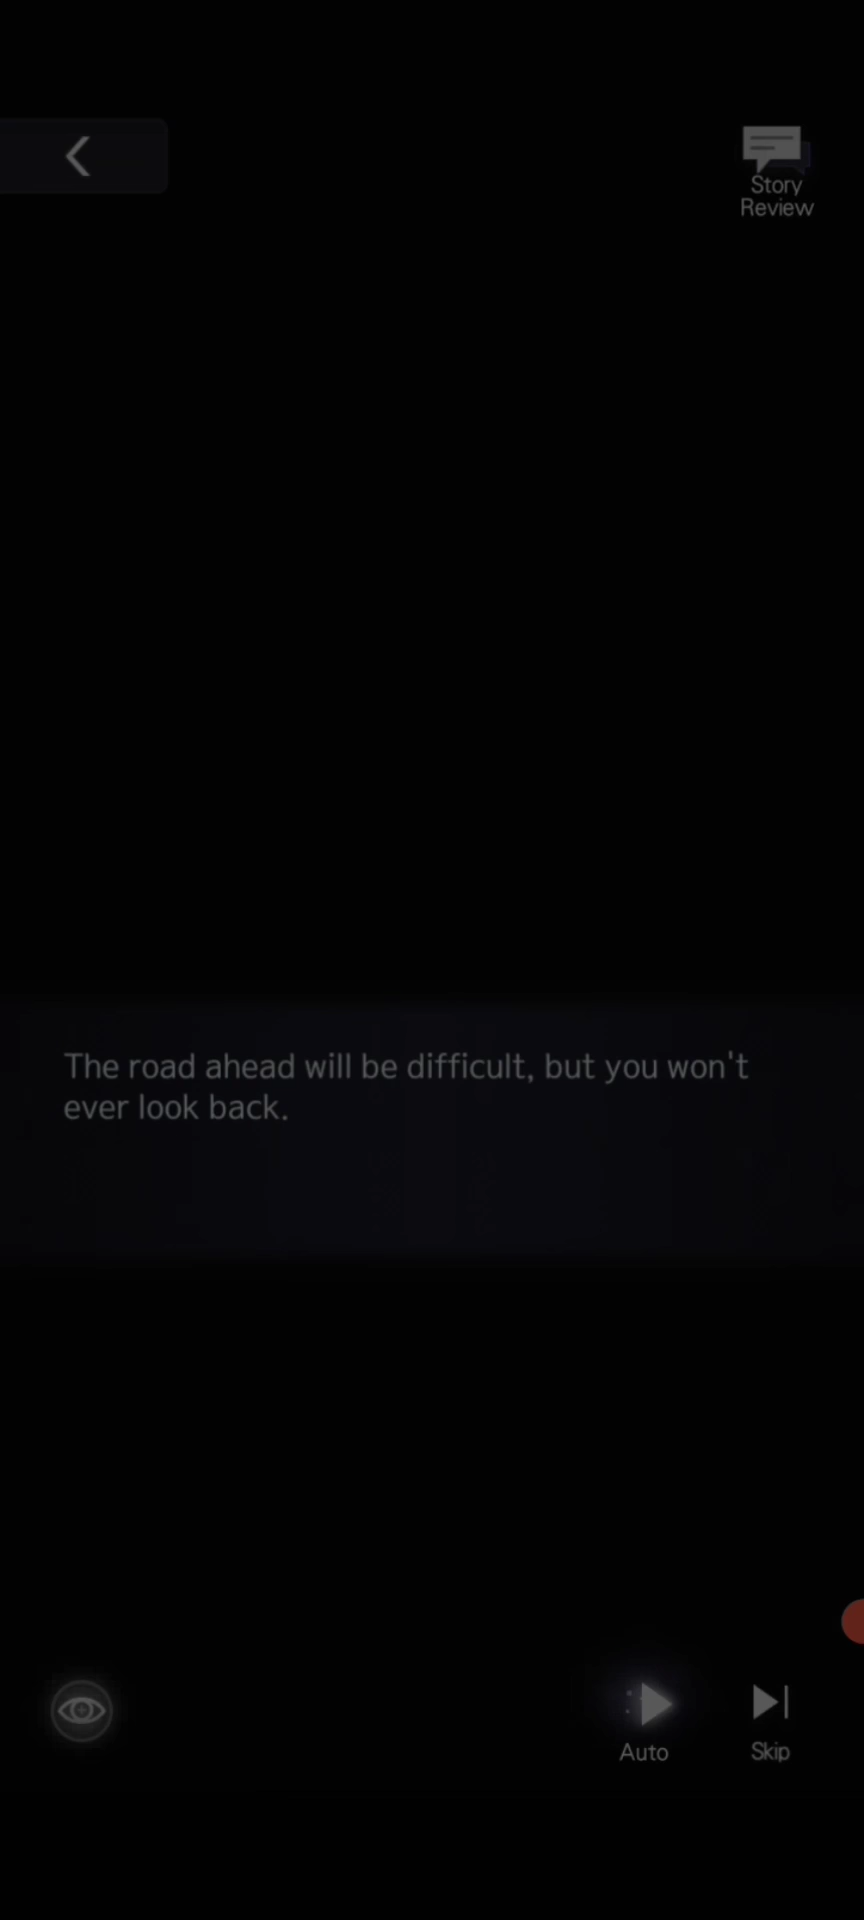 Story
Review
The road ahead will be difficult, but you won't
ever look back.
Auto
Skip